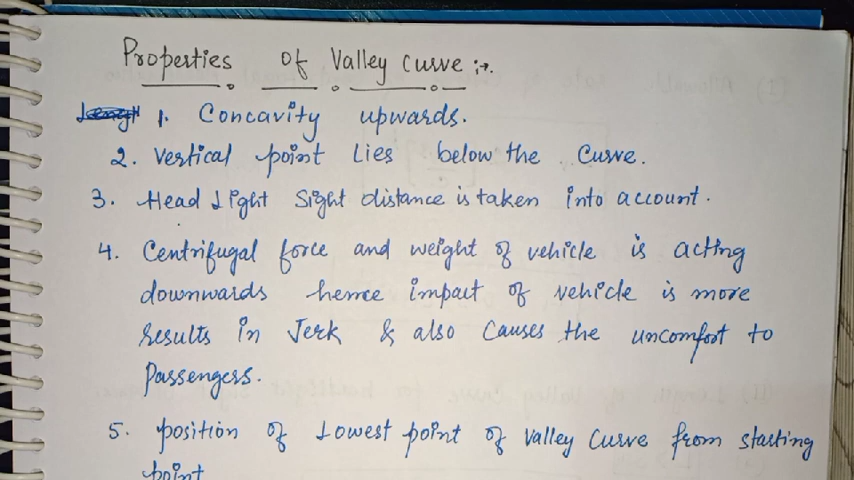 Properties of Valley curve :-.
1. Concavity upwards.
2. Vertical point Lies below the Curve.
3. Head Light Sight distance is taken into account.
4. Centrifugal force and weight of vehicle is acting
downwards hence impact of vehicle is more
results in Jerk & also Causes the uncomfort to
Passengers.
5. position of Lowest point of Valley Curve from starting
point